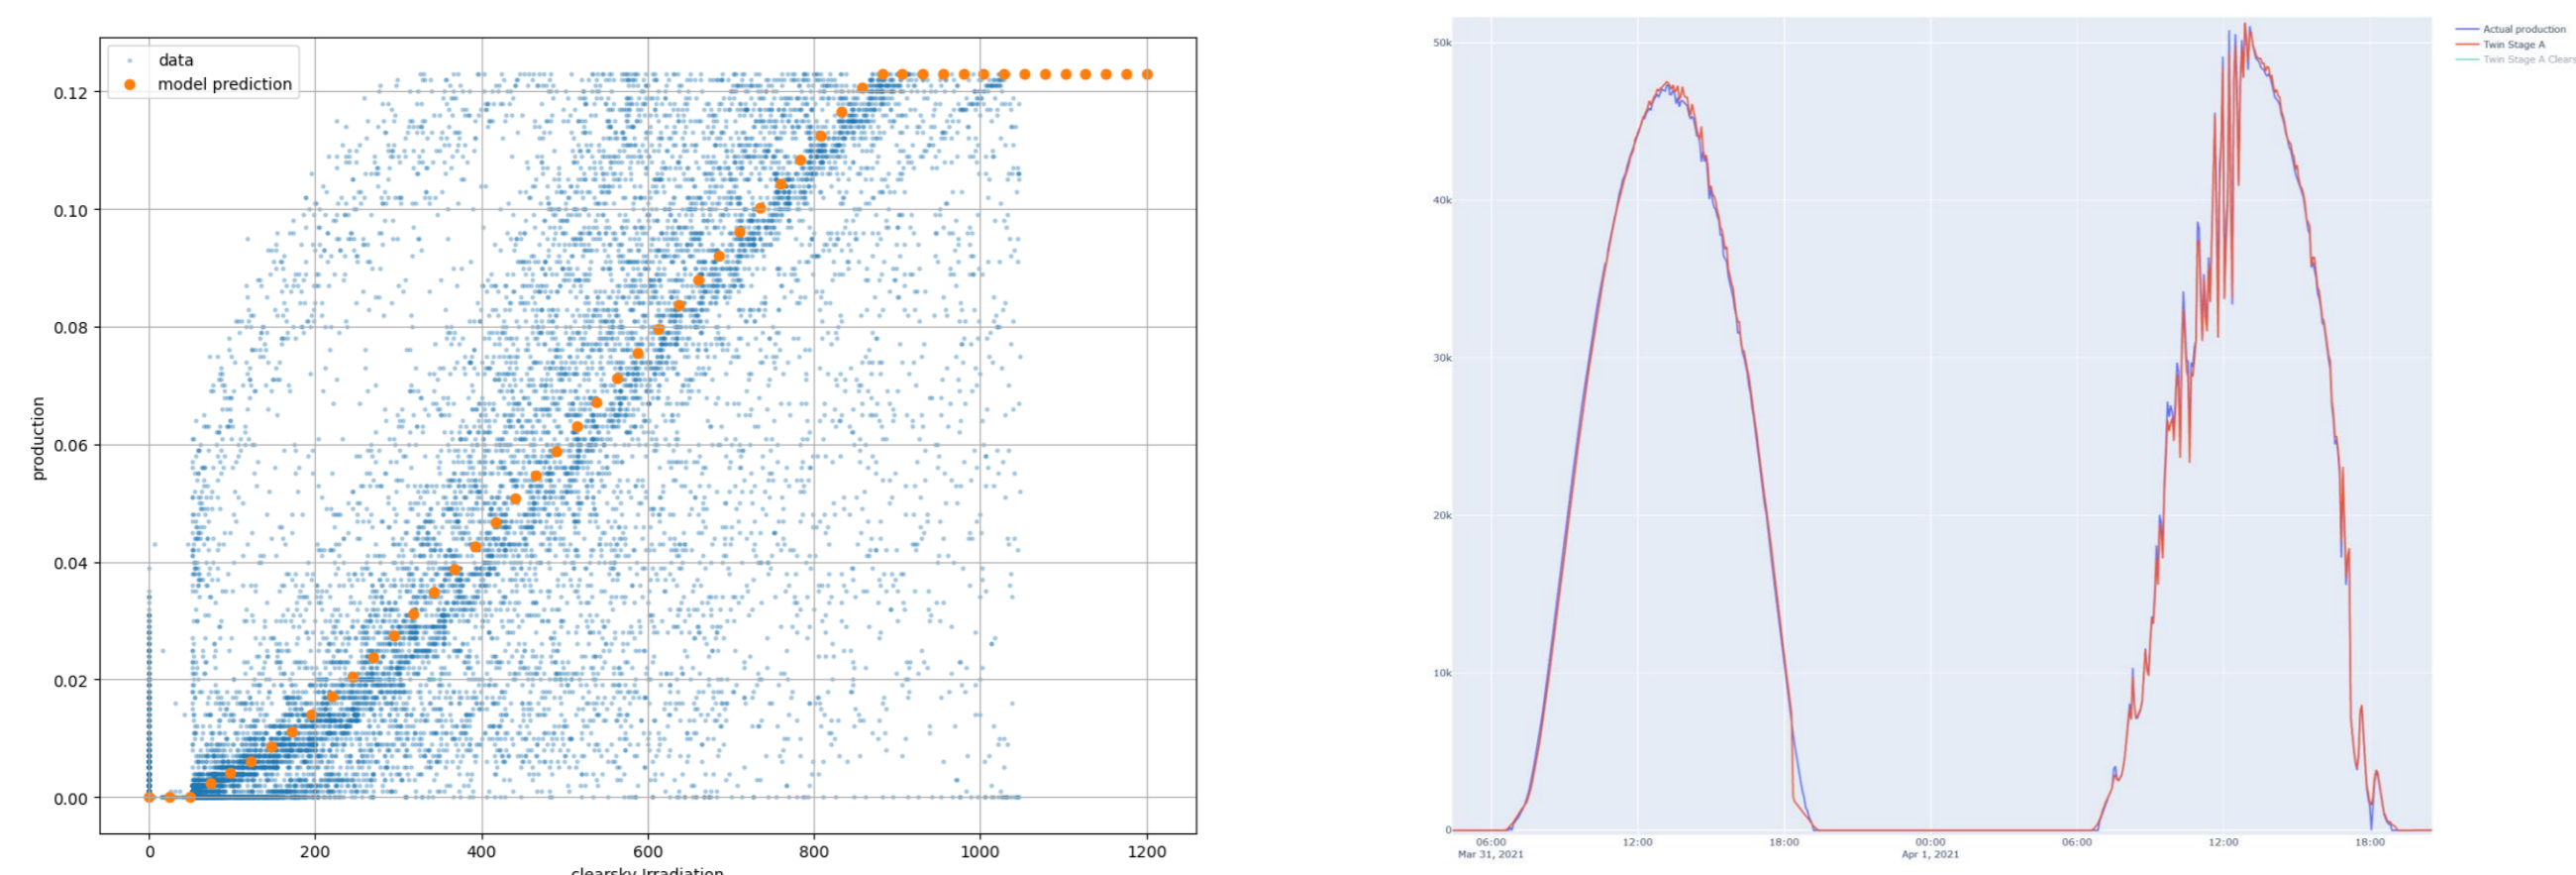 data
model prediction
0.12
0.10
0.08
0.06
0.04
0.02
0.00
production
0 200 400 600 800 1000 1200
clearsky Irradiation
50k
40k
30k
20k
10k
0
06:00 12:00 18:00 00:00 06:00 12:00 18:00
Mar 31, 2021 Apr 1, 2021
Actual production
Twin Stage A
Twin Stage A Clears